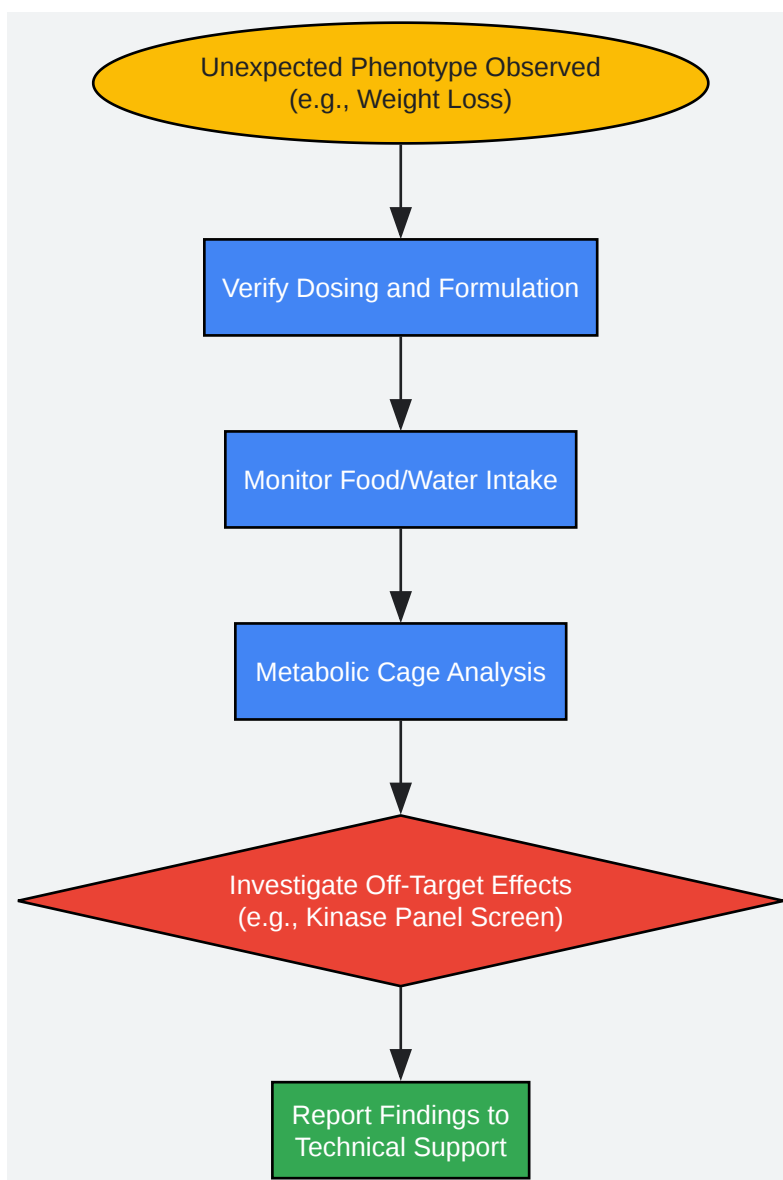 Unexpected Phenotype Observed
(e.g., Weight Loss)
Verify Dosing and Formulation
Monitor Food/Water Intake
Metabolic Cage Analysis
Investigate Off-Target Effects
(e.g., Kinase Panel Screen)
Report Findings to
Technical Support